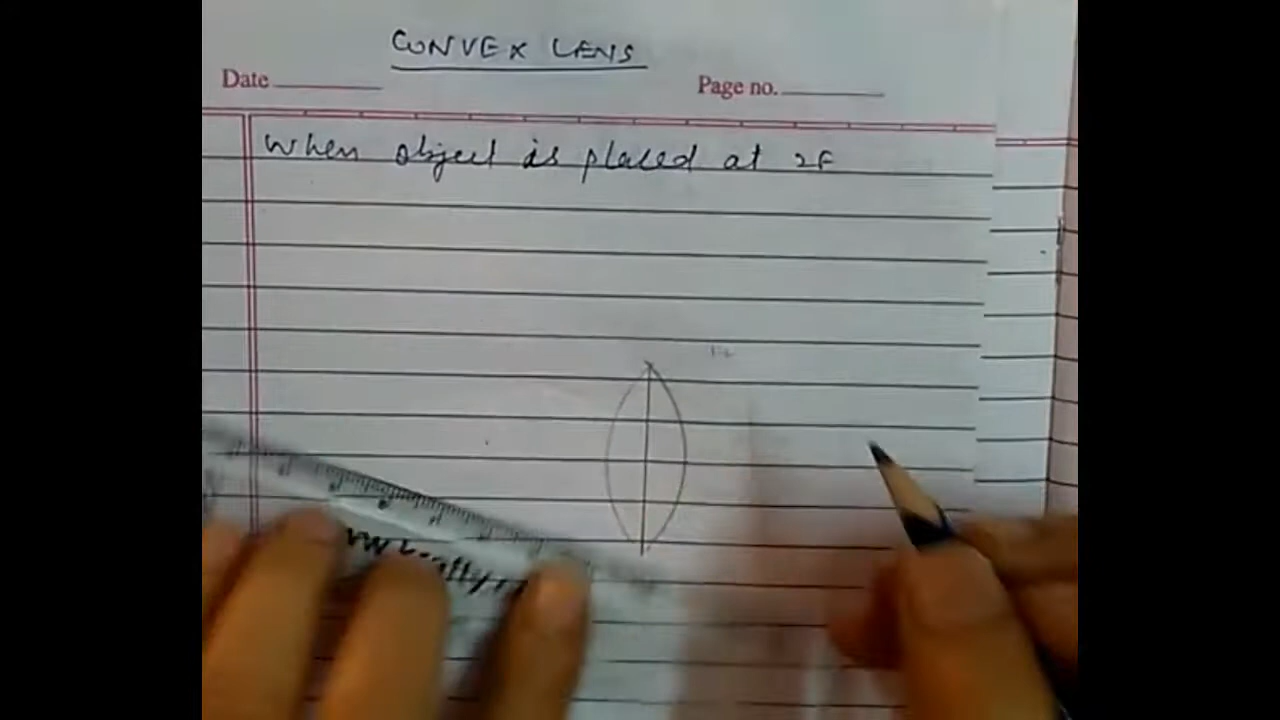 CONVEX LENS
Date
Page no.
When object is placed at 2F